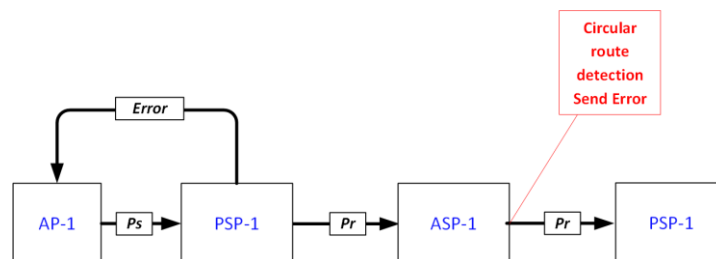 Circular
route
detection
Send Error
Error
AP-1
Ps
PSP-1
Pr
ASP-1
Pr
PSP-1